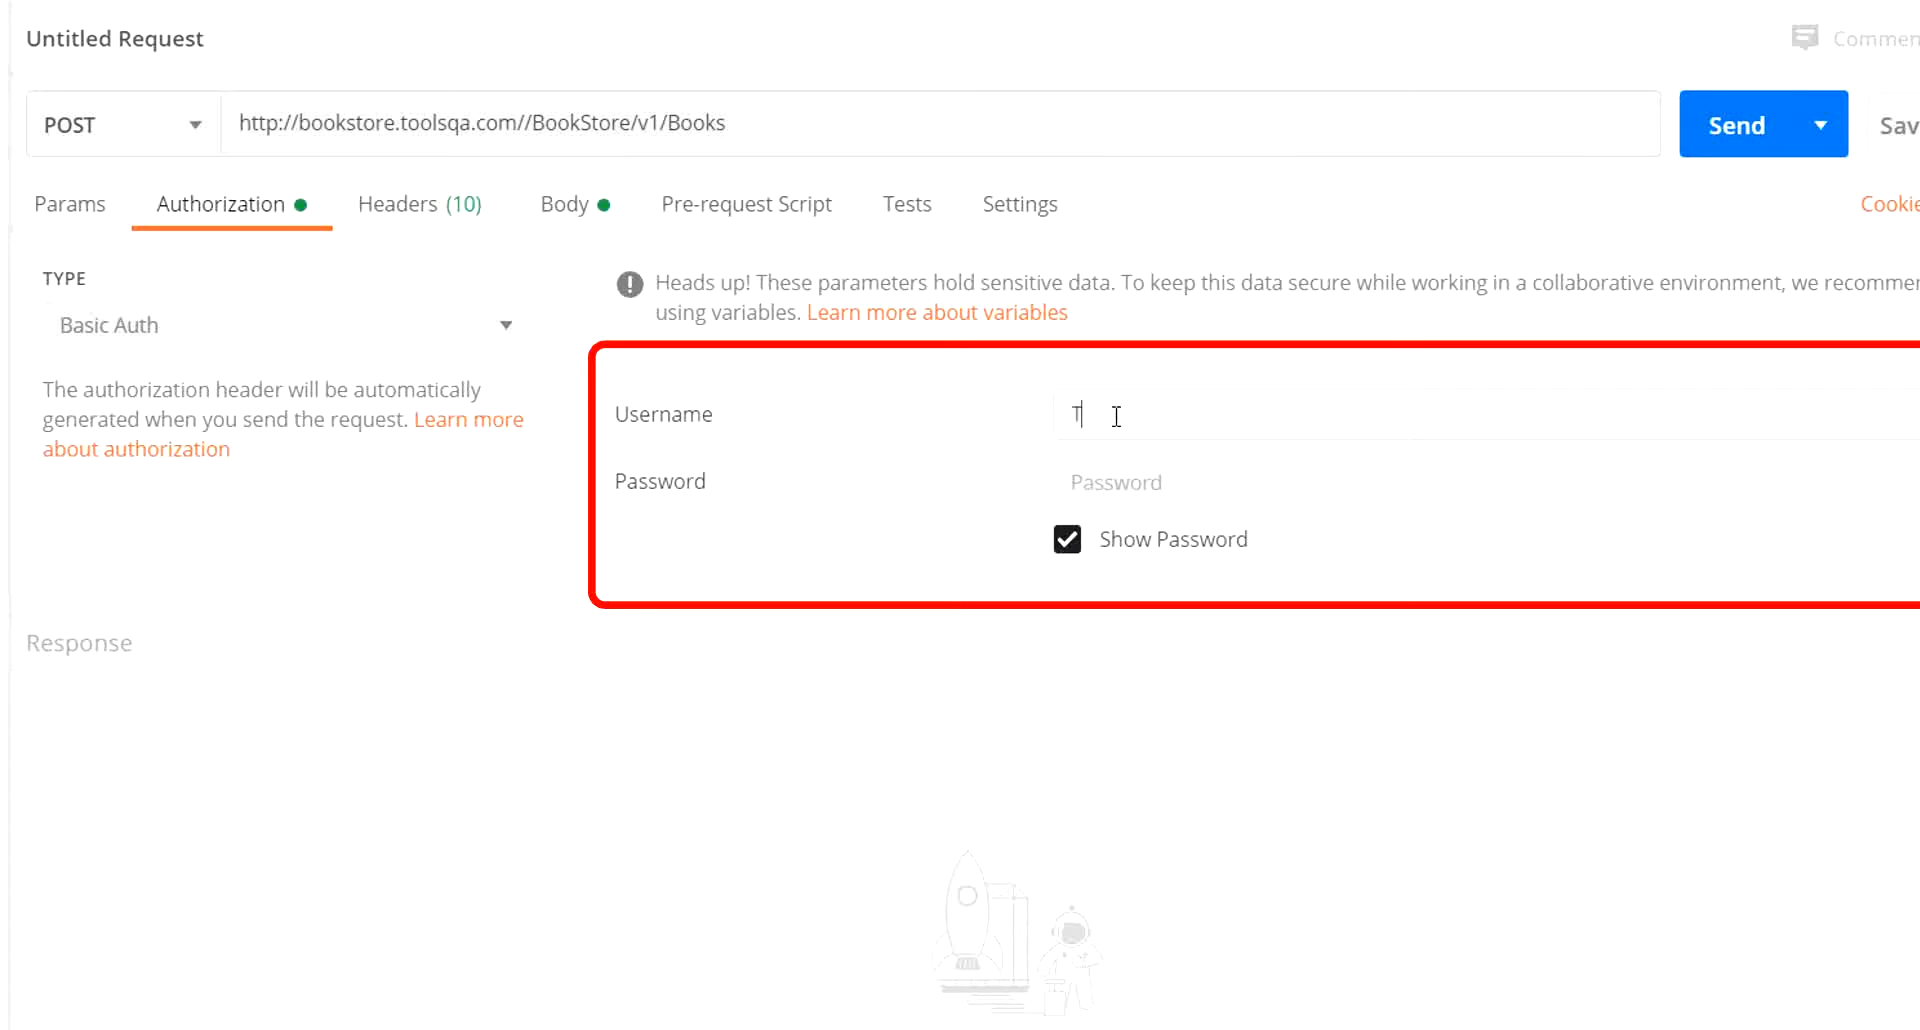 Untitled Request
Commen
POST
http://bookstore.toolsqa.com//BookStore/v1/Books
Send
Sav
Params
Authorization
Headers (10)
Body
Pre-request Script
Tests
Settings
Cookie
TYPE
Basic Auth
The authorization header will be automatically
generated when you send the request. Learn more
about authorization
Heads up! These parameters hold sensitive data. To keep this data secure while working in a collaborative environment, we recommen
using variables. Learn more about variables
Username
T
Password
Password
Show Password
Response